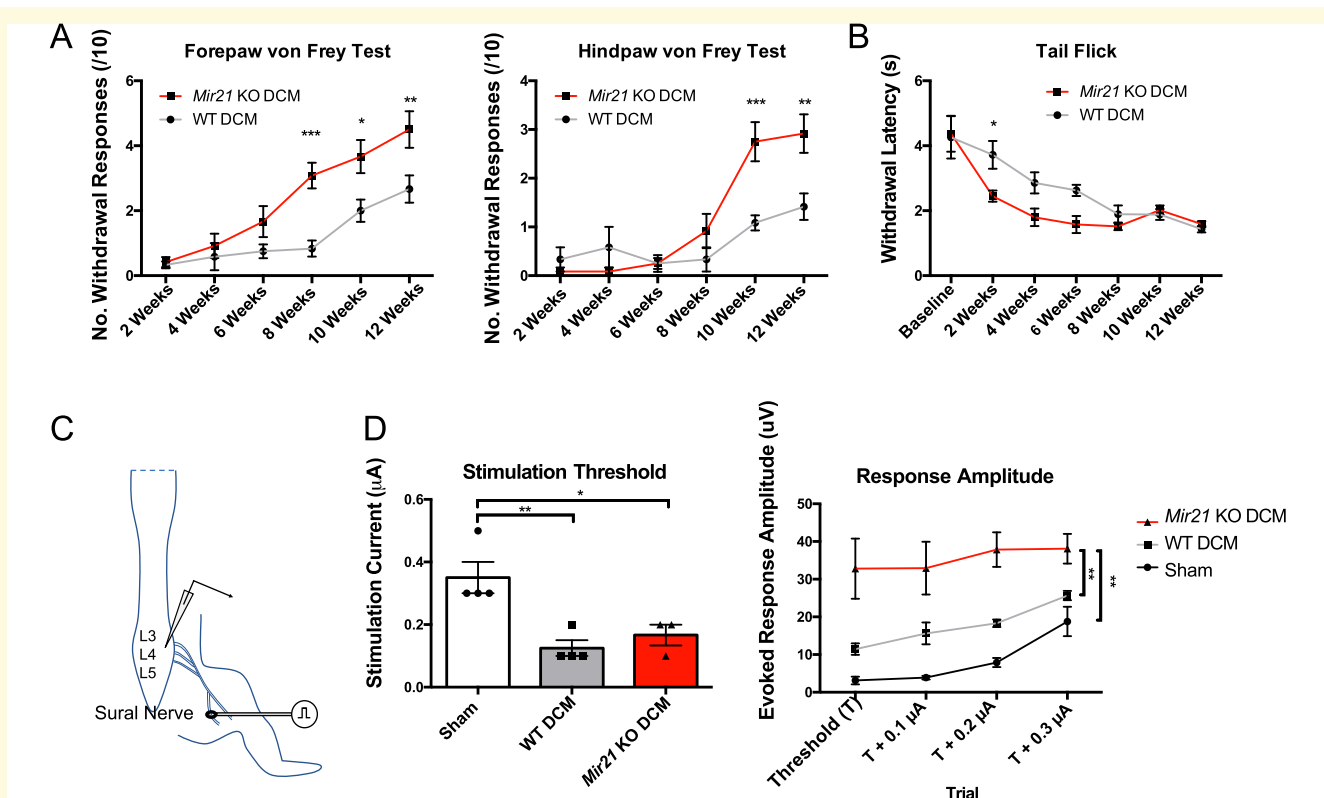 A
Forepaw von Frey Test
No. Withdrawal Responses (/10)
6
4
2
0
Mir21 KO DCM
WT DCM
***
*
**
2 Weeks
4 Weeks
6 Weeks
8 Weeks
10 Weeks
12 Weeks
Hindpaw von Frey Test
No. Withdrawal Responses (/10)
4
3
2
1
0
Mir21 KO DCM
WT DCM
***
**
2 Weeks
4 Weeks
6 Weeks
8 Weeks
10 Weeks
12 Weeks
B
Tail Flick
Withdrawal Latency (s)
6
4
2
0
Mir21 KO DCM
WT DCM
*
Baseline
2 Weeks
4 Weeks
6 Weeks
8 Weeks
10 Weeks
12 Weeks
C
L3
L4
L5
Sural Nerve
D
Stimulation Threshold
Stimulation Current (μA)
0.6
0.4
0.2
0.0
*
**
Sham
WT DCM
Mir21 KO DCM
Response Amplitude
Evoked Response Amplitude (uV)
50
40
30
20
10
0
Mir21 KO DCM
WT DCM
Sham
**
**
Threshold (T)
T + 0.1 μA
T + 0.2 μA
T + 0.3 μA
Trial